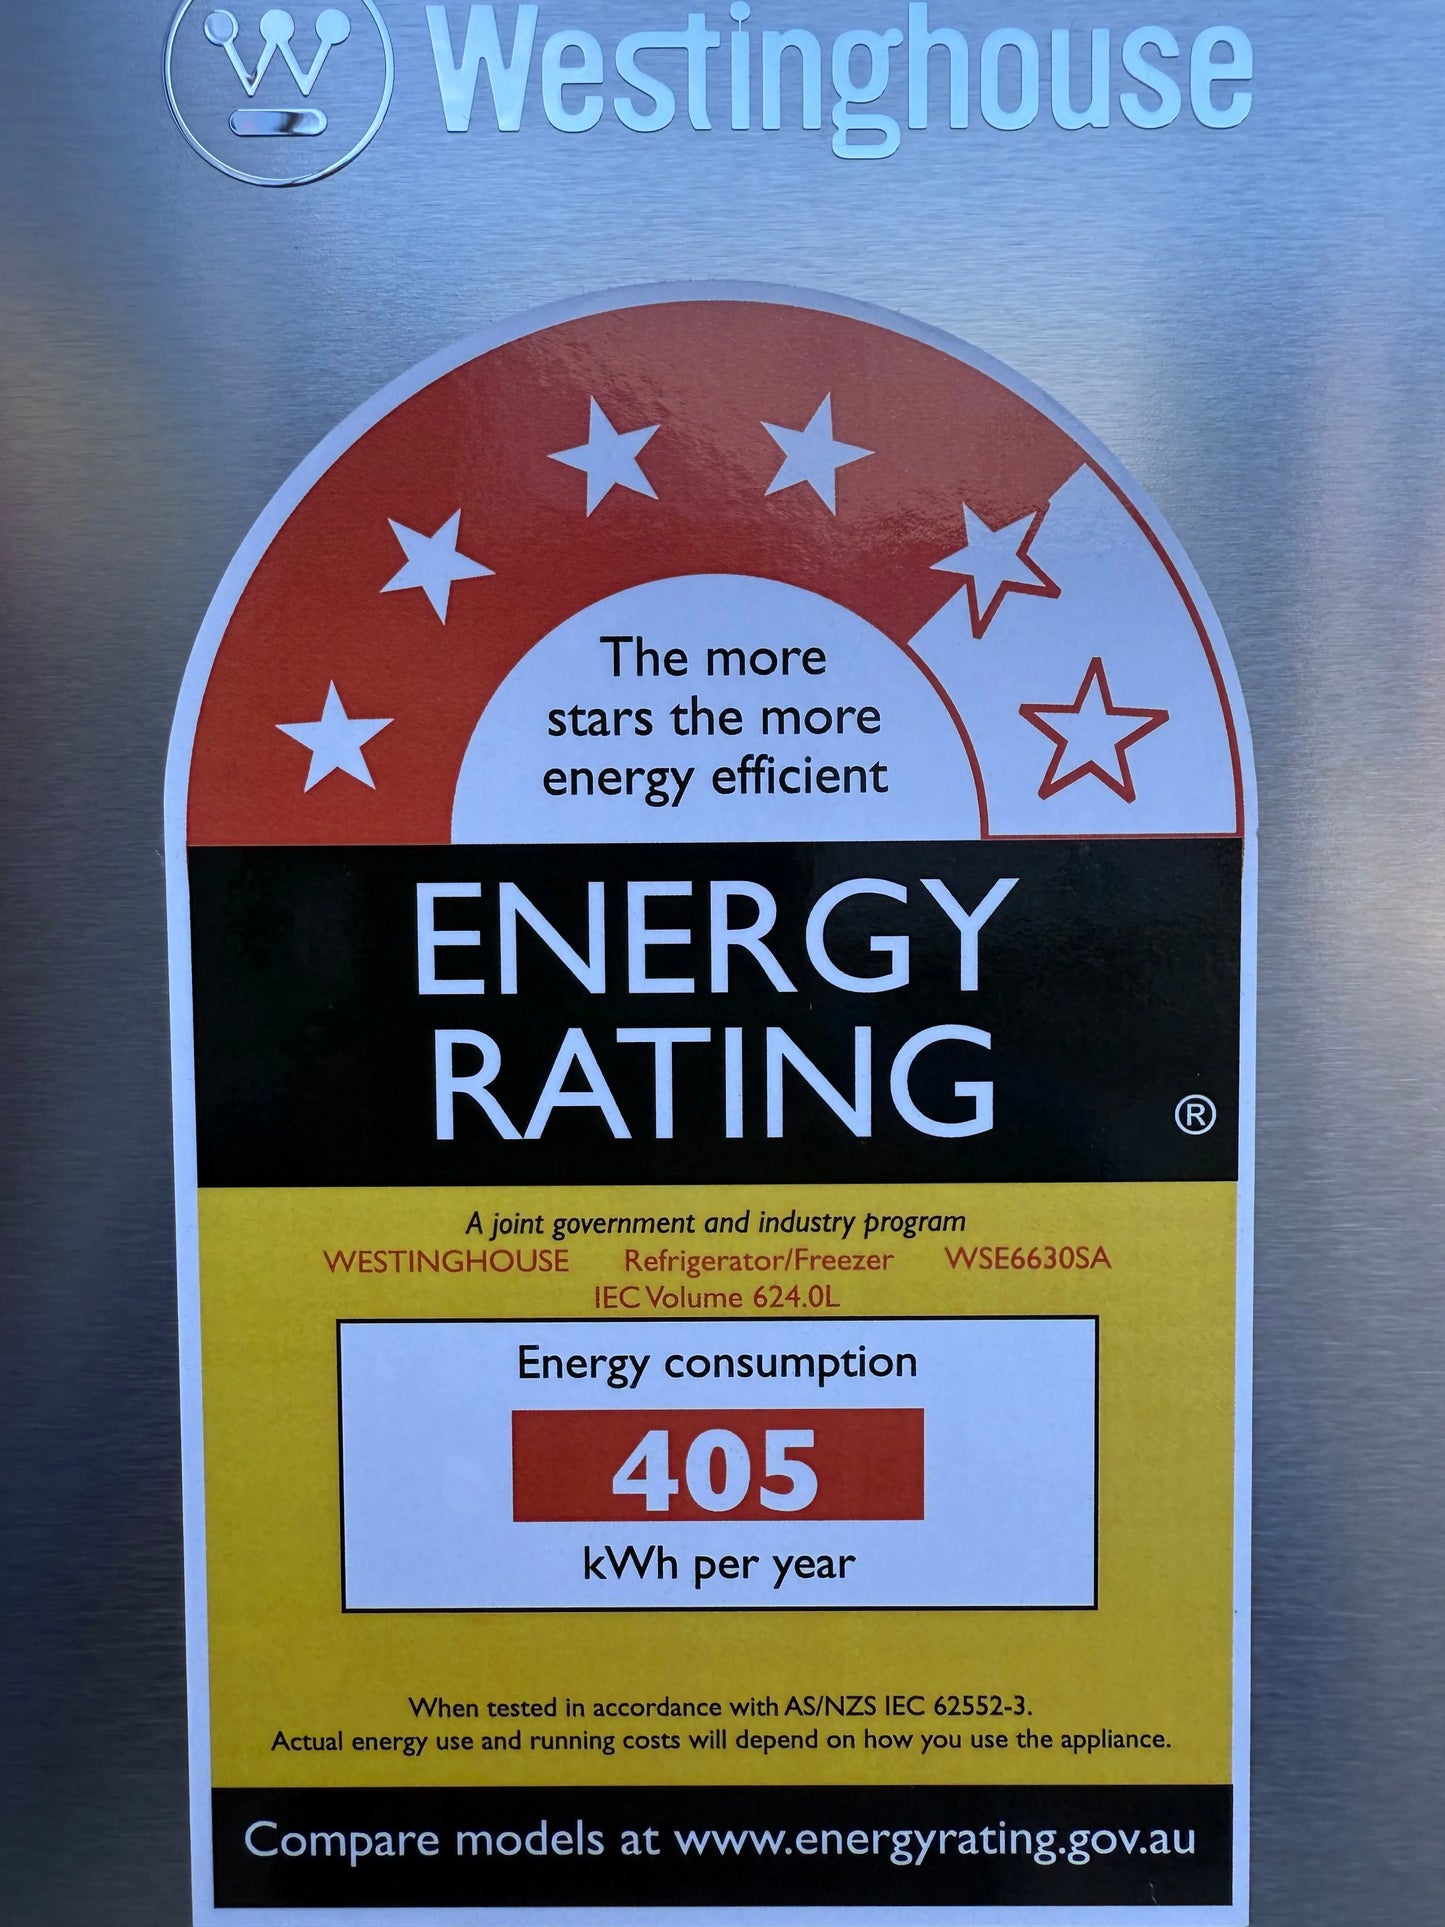 W Westinghouse
The more
stars the more
energy efficient
ENERGY
RATING ®
A joint government and industry program
WESTINGHOUSE Refrigerator/Freezer WSE6630SA
IEC Volume 624.0L
Energy consumption
405
kWh per year
When tested in accordance with AS/NZS IEC 62552-3.
Actual energy use and running costs will depend on how you use the appliance.
Compare models at www.energyrating.gov.au